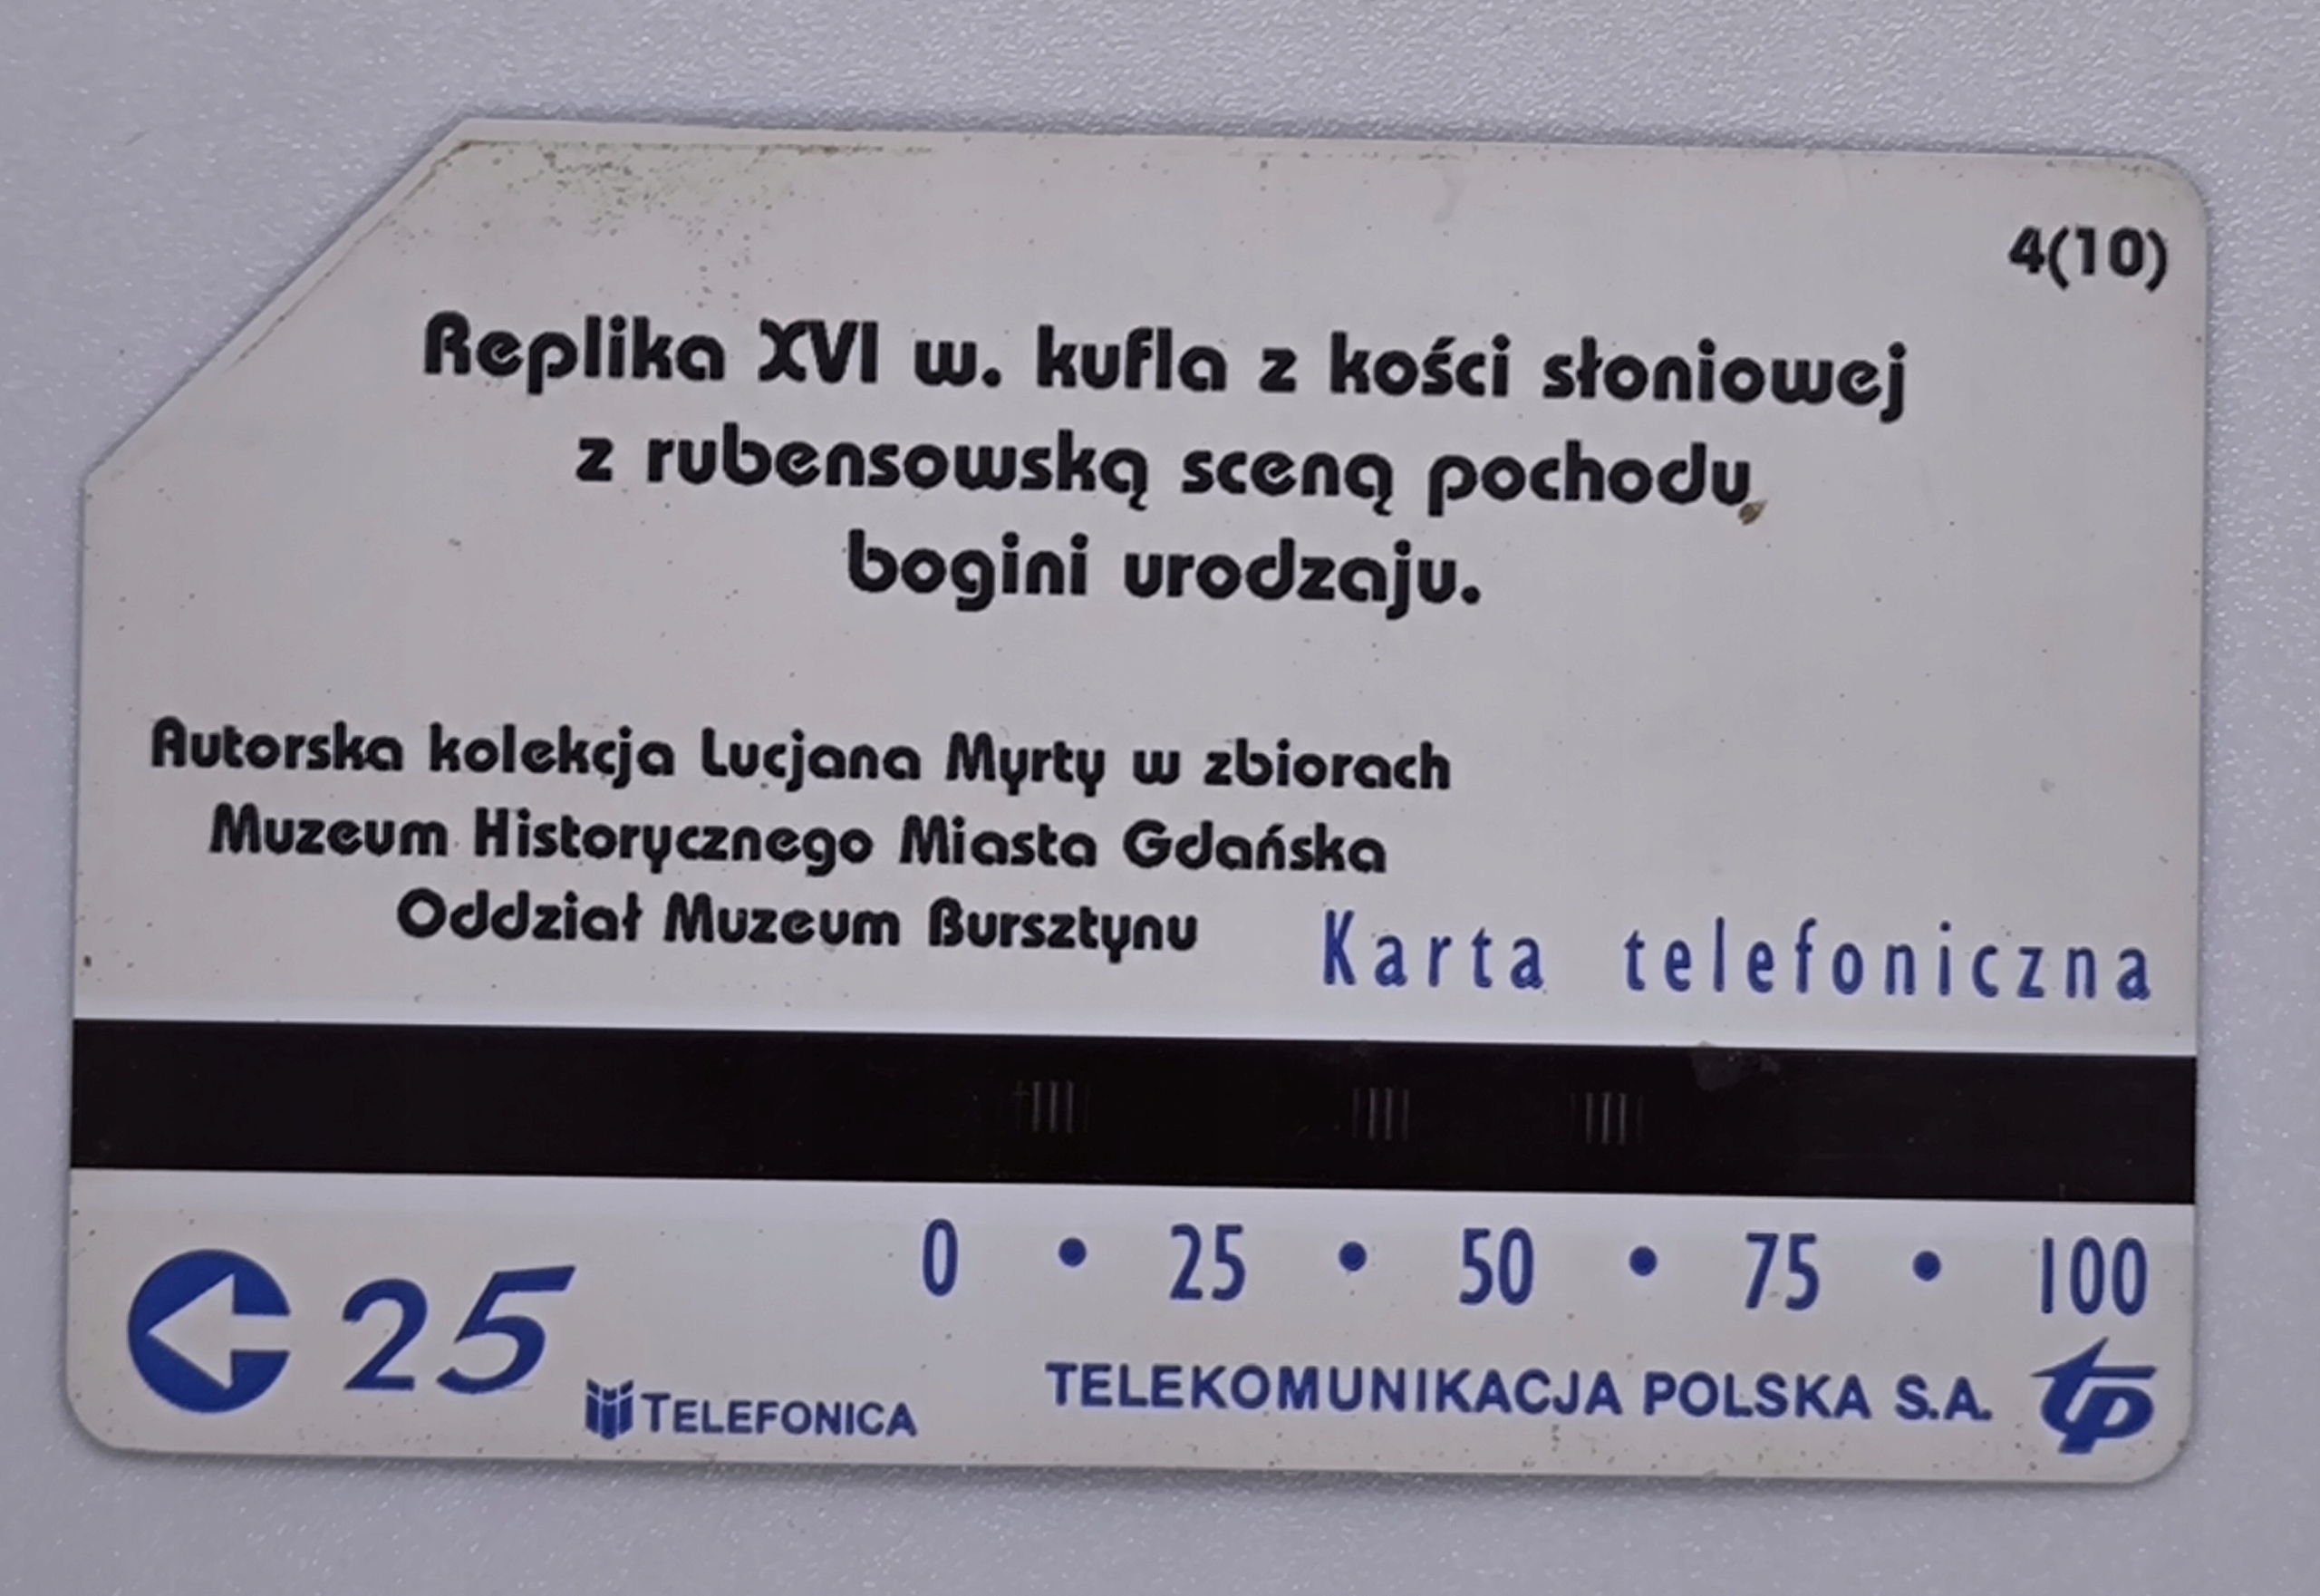 4(10)
Replika XVI w. kufla z kości słoniowej
z rubensowską sceną pochodu
bogini urodzaju.
Autorska kolekcja Lucjana Myrty w zbiorach
Muzeum Historycznego Miasta Gdańska
Oddział Muzeum Bursztynu
Karta telefoniczna
0 • 25 • 50 • 75 • 100
25
TELEFONICA
TELEKOMUNIKACJA POLSKA S.A. tp